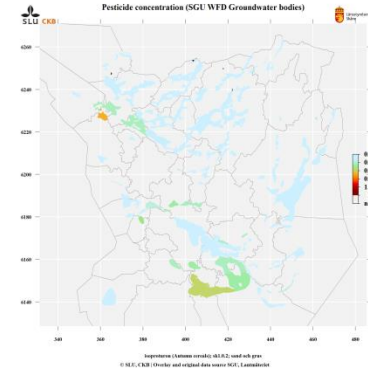 Pesticide concentration (SGU WFD Groundwater bodies)
SLU CKB
6260
6240
6220
6200
6180
6160
6140
340 360 380 400 420 440 460 480
isoproturon (Autumn cereals); sk1.0.2; sand och grus
© SLU, CKB | Overlay and original data source SGU, Lantmäteriet